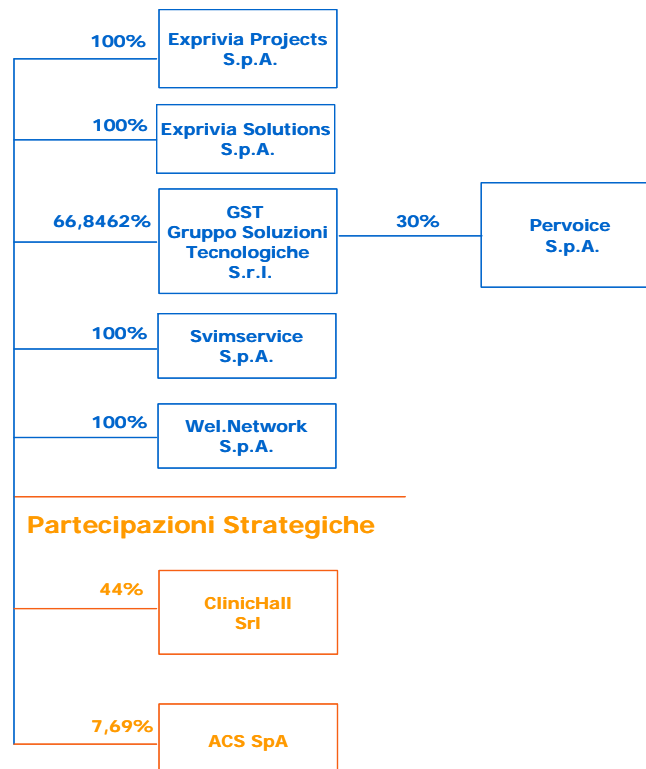 100%
Exprivia Projects
S.p.A.
100%
Exprivia Solutions
S.p.A.
66,8462%
GST
Gruppo Soluzioni
Tecnologiche
S.r.l.
30%
Pervoice
S.p.A.
100%
Svimservice
S.p.A.
100%
Wel.Network
S.p.A.
Partecipazioni Strategiche
44%
ClinicHall
Srl
7,69%
ACS SpA